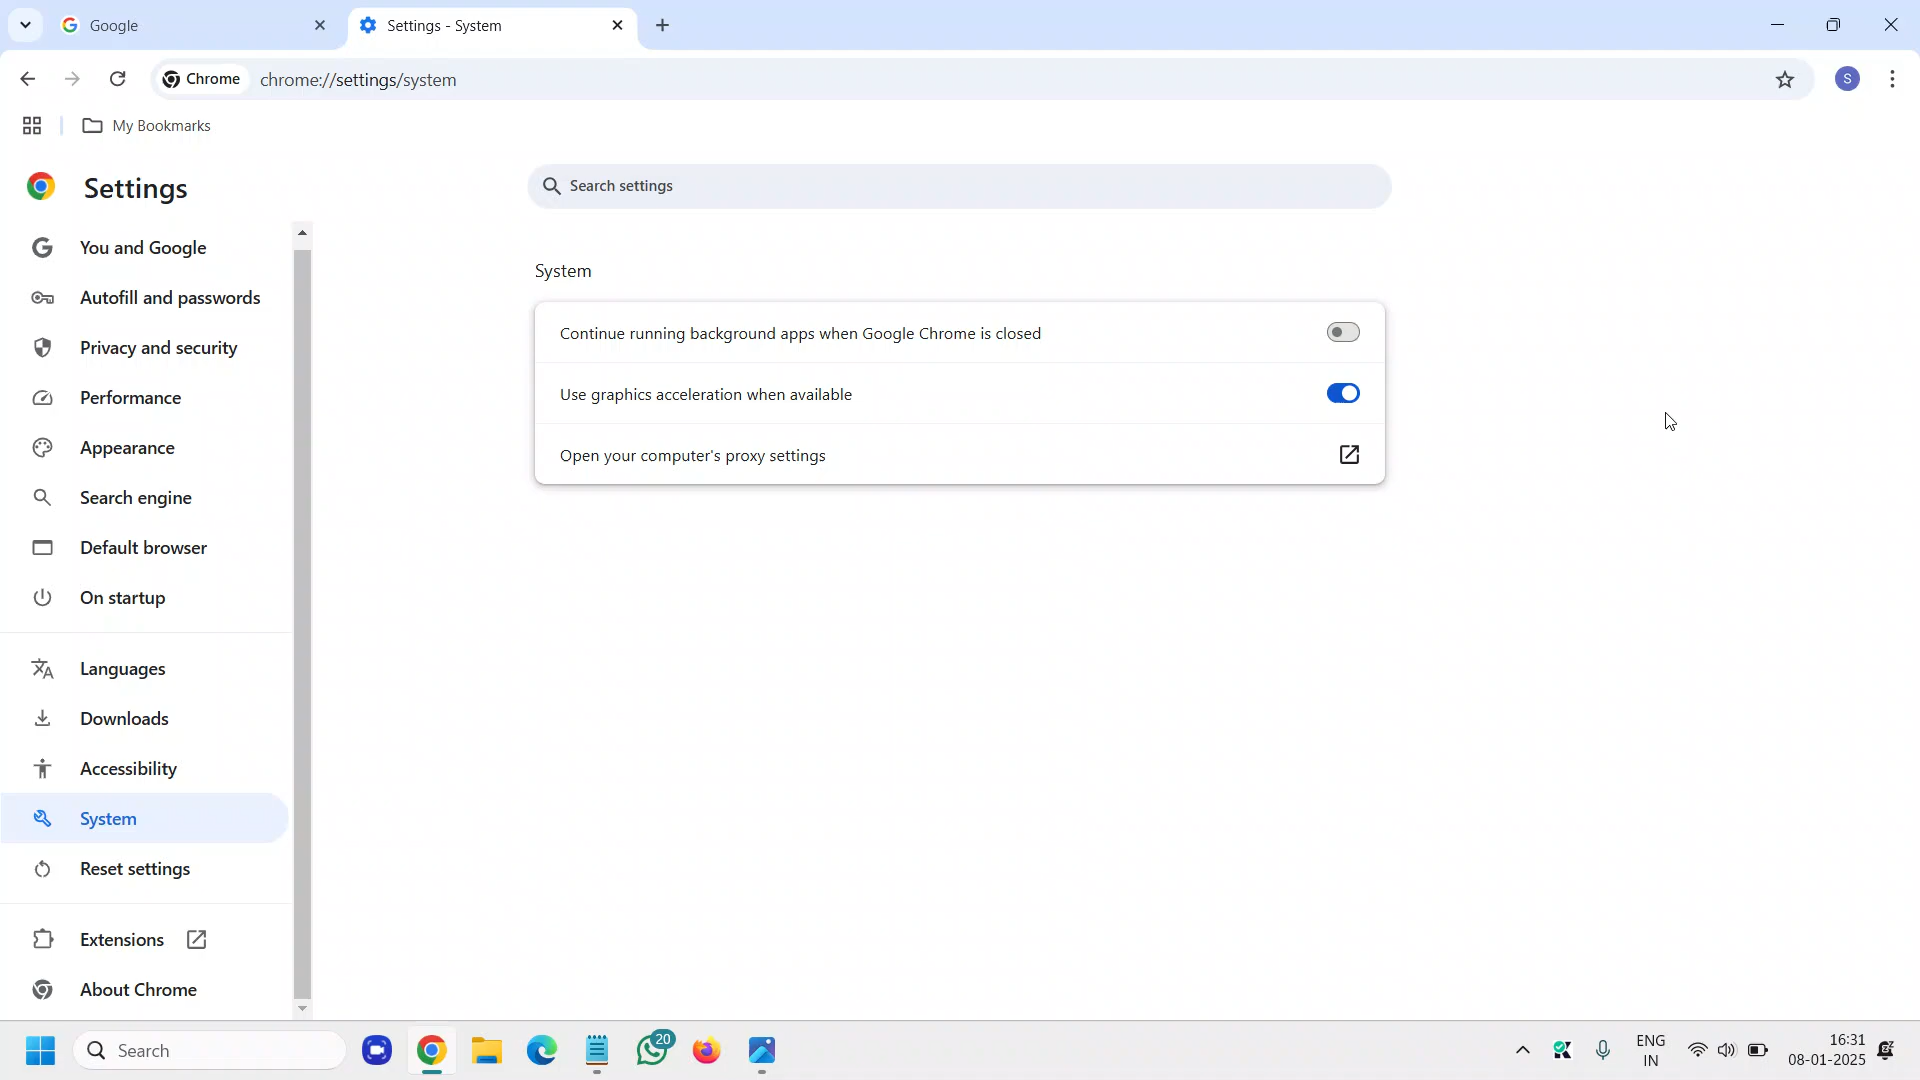 Google
Settings - System
Chrome
chrome://settings/system
S
My Bookmarks
Settings
Search settings
You and Google
Autofill and passwords
Privacy and security
Performance
Appearance
Search engine
Default browser
On startup
Languages
Downloads
Accessibility
System
Reset settings
Extensions
About Chrome
System
Continue running background apps when Google Chrome is closed
Use graphics acceleration when available
Open your computer's proxy settings
Search
20
ENG
IN
16:31
08-01-2025